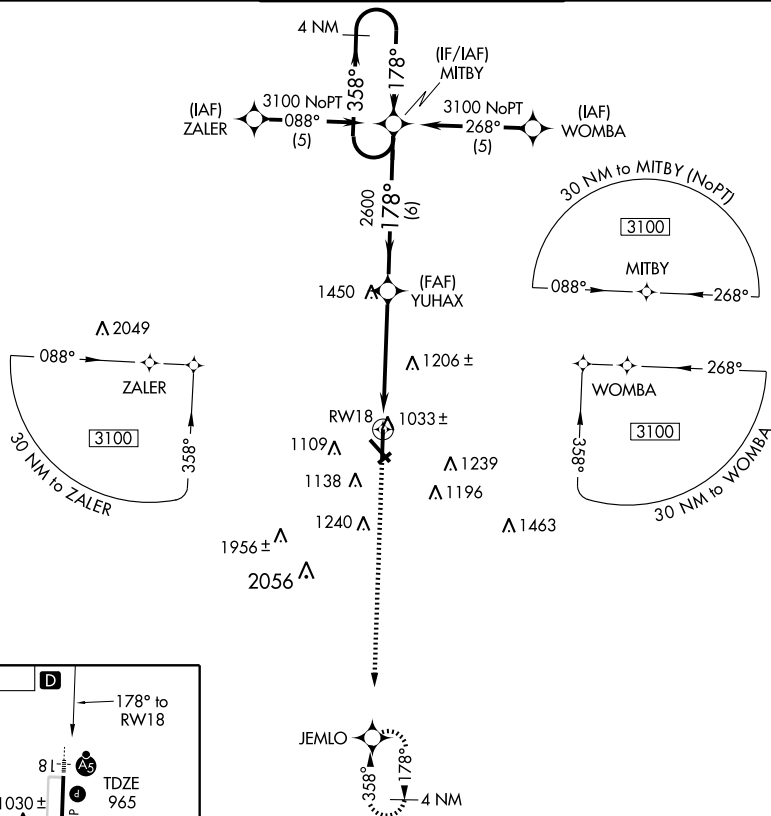 4 NM
358°
178°
(IF/IAF)
MITBY
(IAF)
ZALER
3100 NoPT
088°
(5)
3100 NoPT
268°
(5)
(IAF)
WOMBA
2600
178°
(6)
30 NM to MITBY (NoPT)
3100
MITBY
088°
268°
1450
(FAF)
YUHAX
2049
088°
ZALER
3100
358°
30 NM to ZALER
1206 ±
268°
WOMBA
3100
358°
30 NM to WOMBA
RW18
1033 ±
1109
1239
1138
1196
1240
1463
1956 ±
2056
D
178° to
RW18
18
A5
TDZE
965
P
P
1030 ±
JEMLO
358°
178°
4 NM